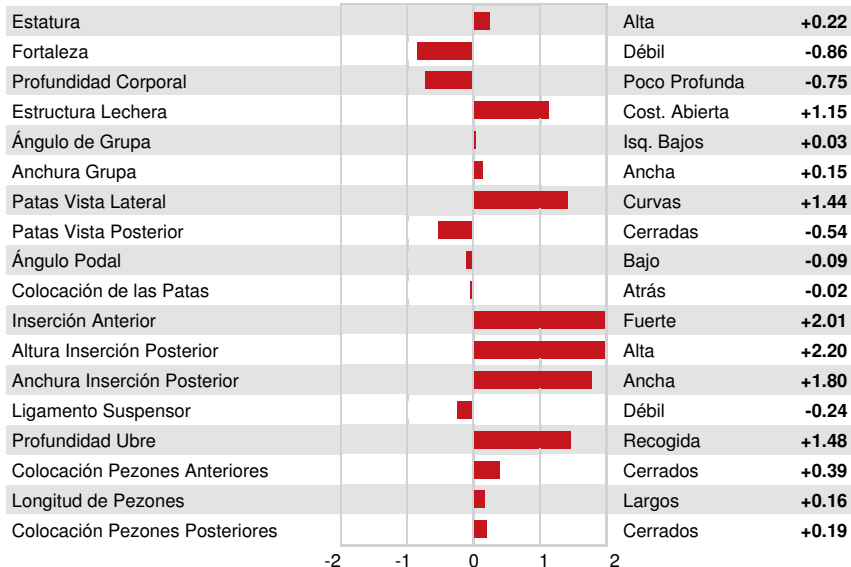 Estatura Alta +0.22
Fortaleza Débil -0.86
Profundidad Corporal Poco Profunda -0.75
Estructura Lechera Cost. Abierta +1.15
Ángulo de Grupa Isq. Bajos +0.03
Anchura Grupa Ancha +0.15
Patas Vista Lateral Curvas +1.44
Patas Vista Posterior Cerradas -0.54
Ángulo Podal Bajo -0.09
Colocación de las Patas Atrás -0.02
Inserción Anterior Fuerte +2.01
Altura Inserción Posterior Alta +2.20
Anchura Inserción Posterior Ancha +1.80
Ligamento Suspensor Débil -0.24
Profundidad Ubre Recogida +1.48
Colocación Pezones Anteriores Cerrados +0.39
Longitud de Pezones Largos +0.16
Colocación Pezones Posteriores Cerrados +0.19
-2 -1 0 1 2